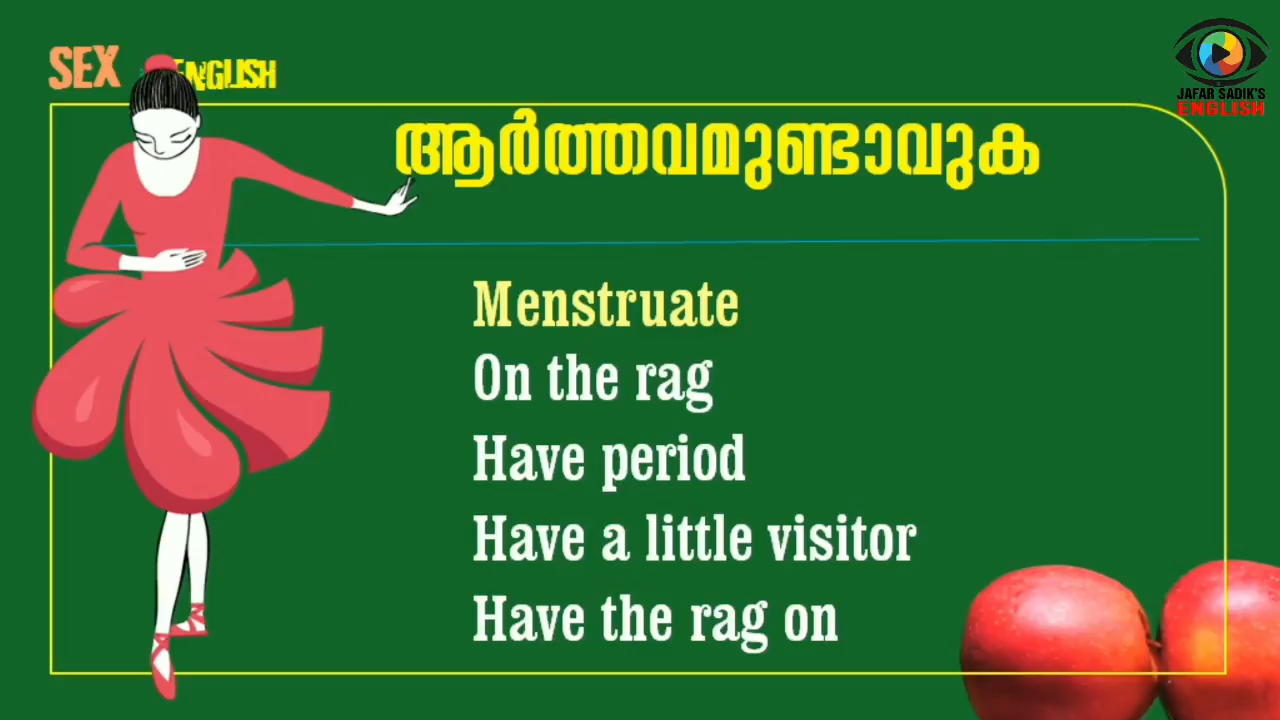 SEX ENGLISH
JAFAR SADIK'S
ENGLISH
ആർത്തവമുണ്ടാവുക
Menstruate
On the rag
Have period
Have a little visitor
Have the rag on